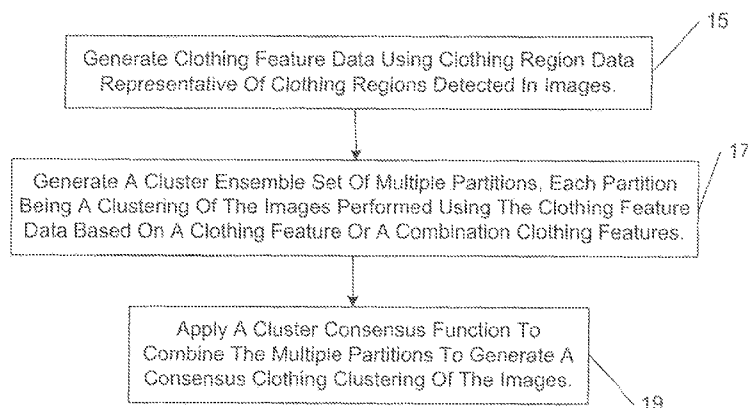 15
Generate Clothing Feature Data Using Clothing Region Data
Representative Of Clothing Regions Detected In Images.
17
Generate A Cluster Ensemble Set Of Multiple Partitions, Each Partition
Being A Clustering Of The Images Performed Using The Clothing Feature
Data Based On A Clothing Feature Or A Combination Clothing Features.
Apply A Cluster Consensus Function To
Combine The Multiple Partitions To Generate A
Consensus Clothing Clustering Of The Images.
19